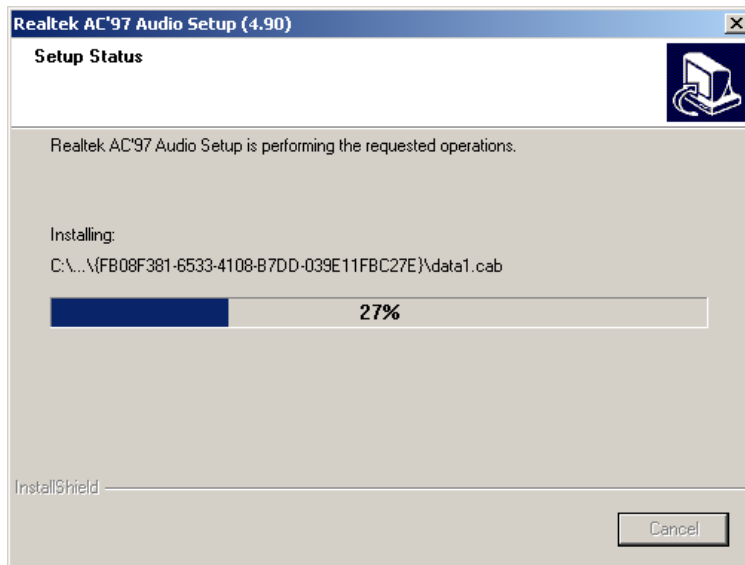 Realtek AC'97 Audio Setup (4.90)
Setup Status
Realtek AC'97 Audio Setup is performing the requested operations.
Installing:
C:\...\{FB08F381-6533-4108-B7DD-039E11FBC27E}\data1.cab
27%
InstallShield
Cancel